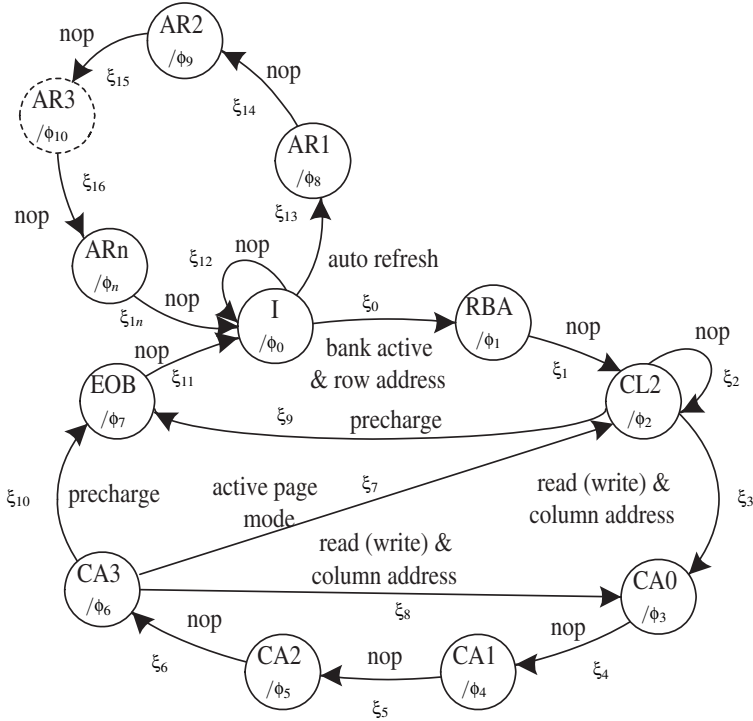 AR2
/ϕ₉
nop
ξ₁₅
nop
ξ₁₄
AR3
/ϕ₁₀
AR1
/ϕ₈
ξ₁₆
nop
ξ₁₃
ARn
/ϕₙ
nop
ξ₁ₙ
ξ₁₂
nop
auto refresh
I
/ϕ₀
ξ₀
bank active
& row address
RBA
/ϕ₁
nop
ξ₁
nop
ξ₂
CL2
/ϕ₂
nop
ξ₁₁
EOB
/ϕ₇
ξ₉
precharge
ξ₁₀
precharge
active page
mode
ξ₇
read (write) &
column address
ξ₃
read (write) &
column address
ξ₈
CA3
/ϕ₆
CA0
/ϕ₃
nop
ξ₆
CA2
/ϕ₅
nop
ξ₅
CA1
/ϕ₄
nop
ξ₄